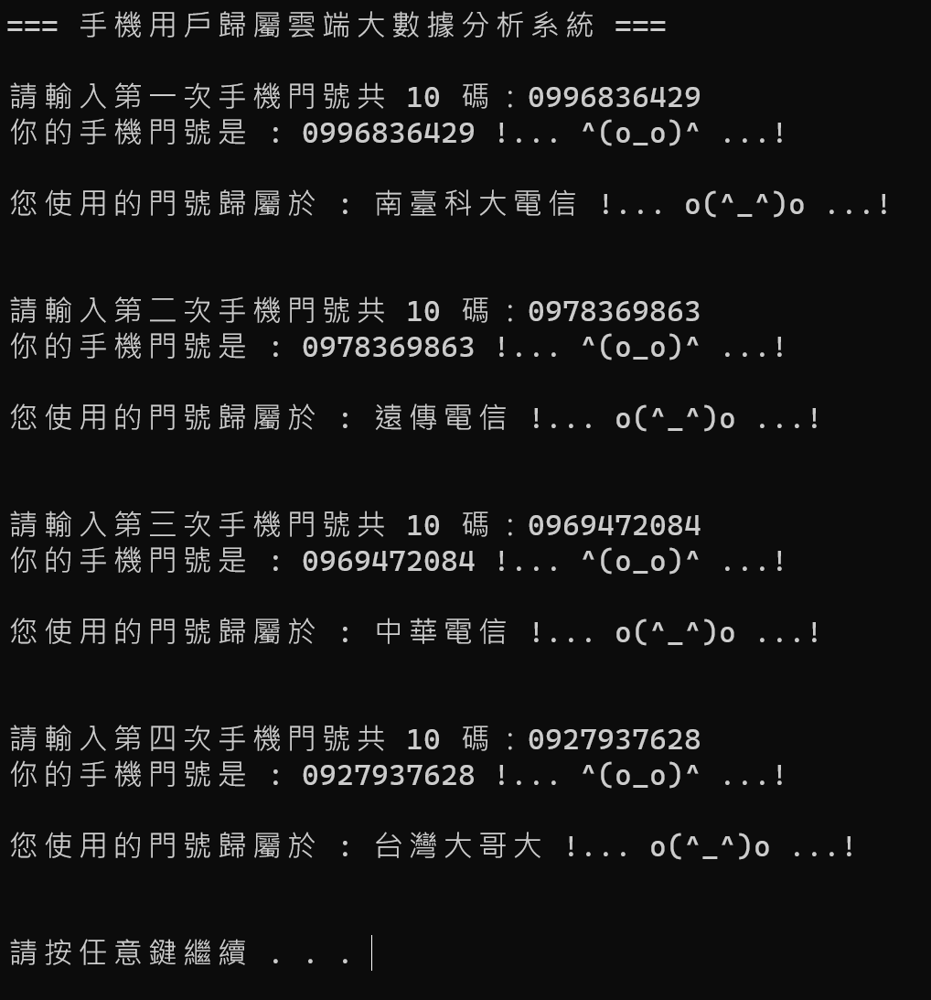 === 手機用戶歸屬雲端大數據分析系統 ===
請輸入第一次手機門號共 10 碼：0996836429
你的手機門號是 : 0996836429 !... ^(o_o)^ ...!
您使用的門號歸屬於 : 南臺科大電信 !... o(^_^)o ...!
請輸入第二次手機門號共 10 碼：0978369863
你的手機門號是 : 0978369863 !... ^(o_o)^ ...!
您使用的門號歸屬於 : 遠傳電信 !... o(^_^)o ...!
請輸入第三次手機門號共 10 碼：0969472084
你的手機門號是 : 0969472084 !... ^(o_o)^ ...!
您使用的門號歸屬於 : 中華電信 !... o(^_^)o ...!
請輸入第四次手機門號共 10 碼：0927937628
你的手機門號是 : 0927937628 !... ^(o_o)^ ...!
您使用的門號歸屬於 : 台灣大哥大 !... o(^_^)o ...!
請按任意鍵繼續 . . .